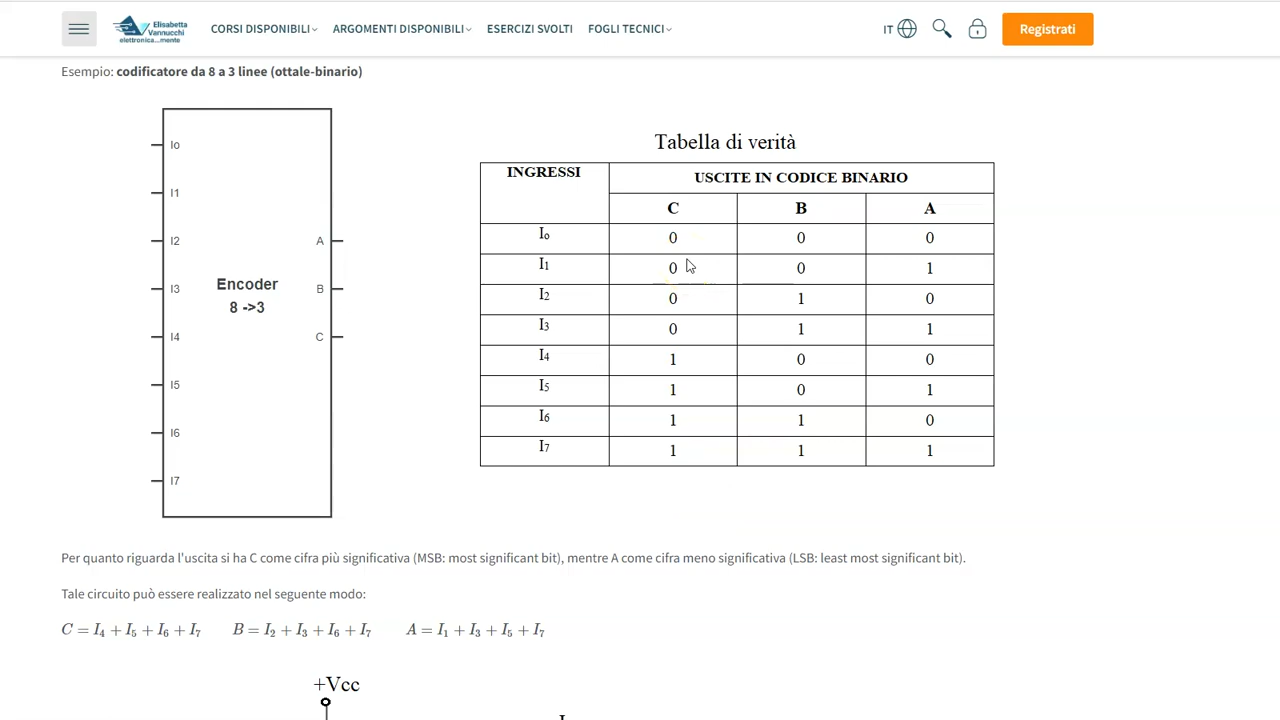 Elisabetta
Vannucchi
elettronica...mente
CORSI DISPONIBILI
ARGOMENTI DISPONIBILI
ESERCIZI SVOLTI
FOGLI TECNICI
IT
Registrati
Esempio: codificatore da 8 a 3 linee (ottale-binario)
Io
I1
I2
I3
I4
I5
I6
I7
A
B
C
Encoder
8 ->3
Tabella di verità
INGRESSI USCITE IN CODICE BINARIO
C B A
I₀ 0 0 0
I₁ 0 0 1
I₂ 0 1 0
I₃ 0 1 1
I₄ 1 0 0
I₅ 1 0 1
I₆ 1 1 0
I₇ 1 1 1
Per quanto riguarda l'uscita si ha C come cifra più significativa (MSB: most significant bit), mentre A come cifra meno significativa (LSB: least most significant bit).
Tale circuito può essere realizzato nel seguente modo:
C = I₄ + I₅ + I₆ + I₇ B = I₂ + I₃ + I₆ + I₇ A = I₁ + I₃ + I₅ + I₇
+Vcc